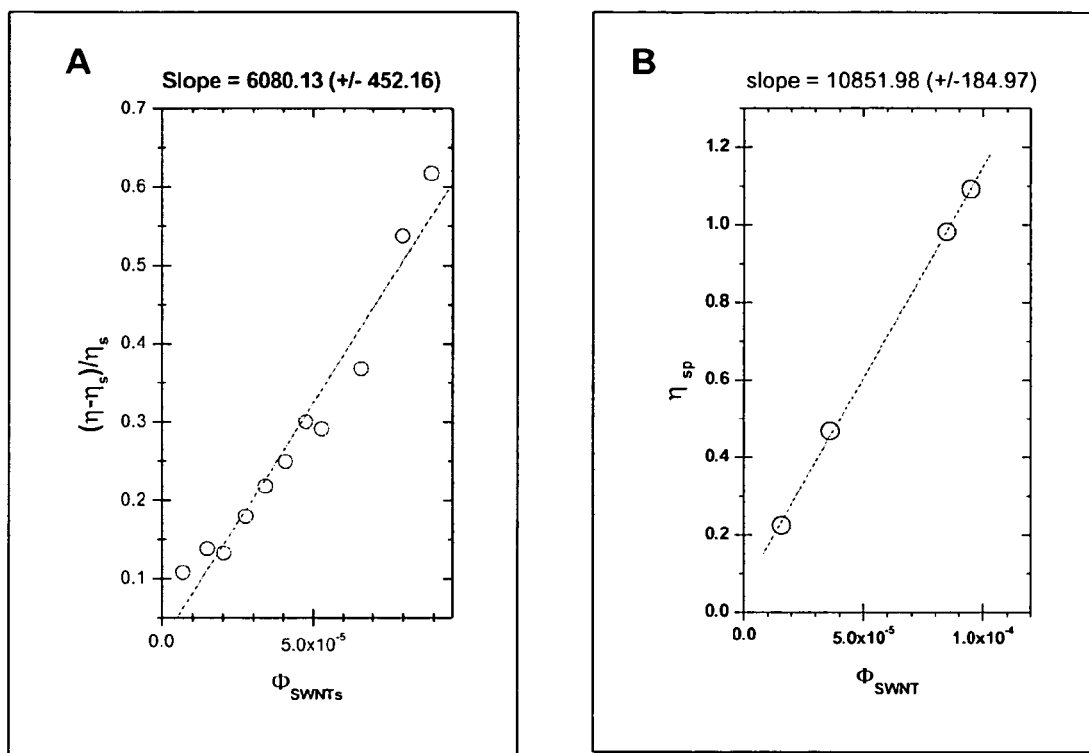 A
Slope = 6080.13 (+/- 452.16)
0.7
0.6
0.5
0.4
0.3
0.2
0.1
(η-ηs)/ηs
0.0
5.0x10⁻⁵
ΦSWNTs
B
slope = 10851.98 (+/-184.97)
1.2
1.0
0.8
0.6
0.4
0.2
0.0
η sp
0.0
5.0x10⁻⁵
1.0x10⁻⁴
ΦSWNT